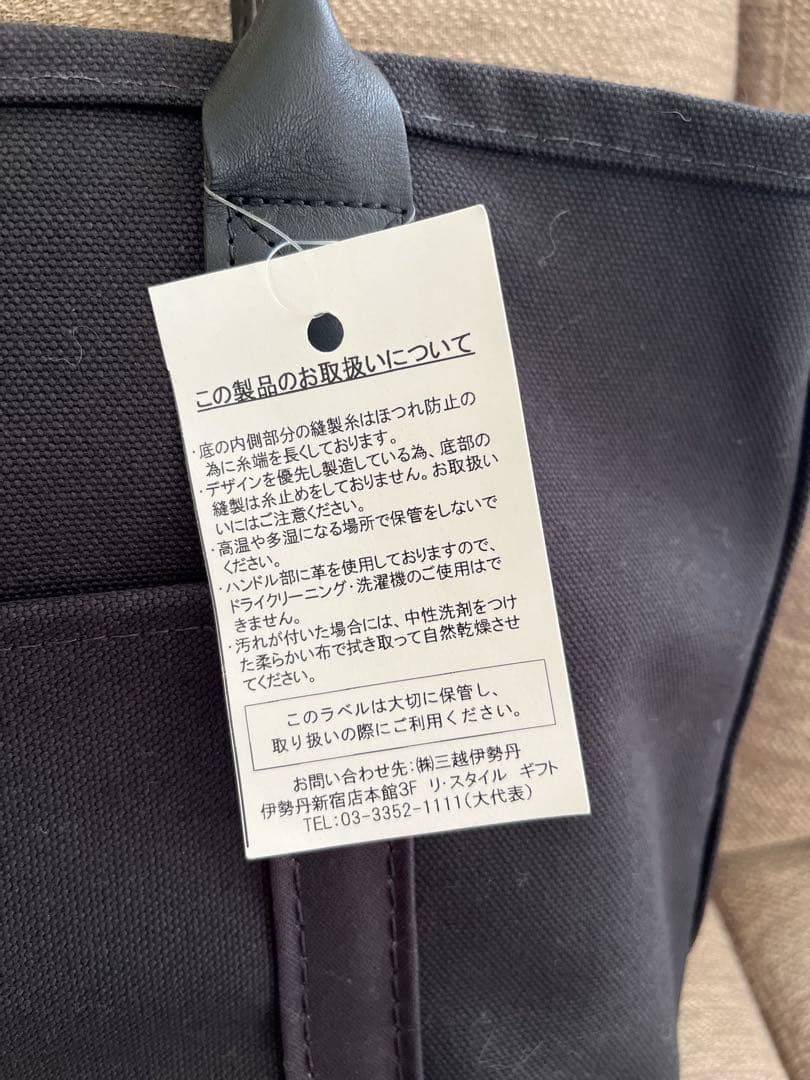 この製品のお取扱いについて
・底の内側部分の縫製糸はほつれ防止の
為に糸端を長くしております。
・デザインを優先し製造している為、底部の
縫製は糸止めをしておりません。お取扱い
いにはご注意ください。
・高温や多湿になる場所で保管をしないで
ください。
・ハンドル部に革を使用しておりますので、
ドライクリーニング・洗濯機のご使用はで
きません。
・汚れが付いた場合には、中性洗剤をつけ
た柔らかい布で拭き取って自然乾燥させ
てください。
このラベルは大切に保管し、
取り扱いの際にご利用ください。
お問い合わせ先:㈱三越伊勢丹
伊勢丹新宿店本館3F リ・スタイル ギフト
TEL:03-3352-1111(大代表)